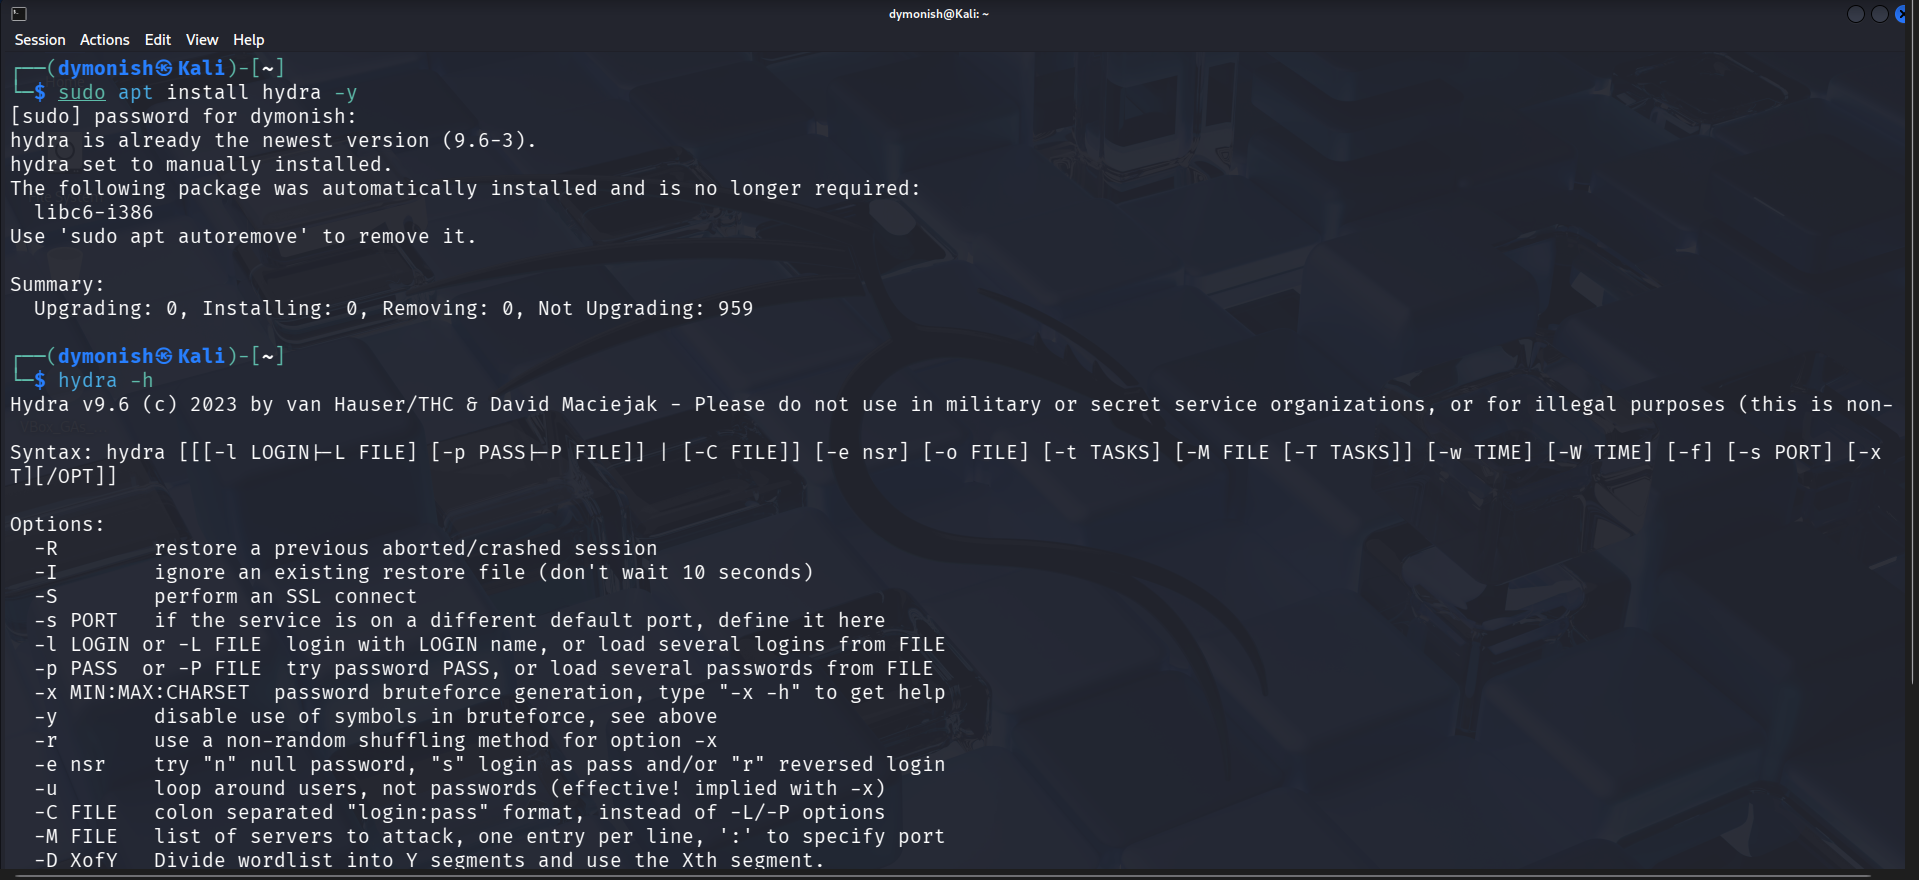 dymonish@Kali: ~
Session Actions Edit View Help
┌──(dymonish㉿Kali)-[~]
└─$ sudo apt install hydra -y
[sudo] password for dymonish:
hydra is already the newest version (9.6-3).
hydra set to manually installed.
The following package was automatically installed and is no longer required:
  libc6-i386
Use 'sudo apt autoremove' to remove it.

Summary:
  Upgrading: 0, Installing: 0, Removing: 0, Not Upgrading: 959

┌──(dymonish㉿Kali)-[~]
└─$ hydra -h
Hydra v9.6 (c) 2023 by van Hauser/THC & David Maciejak - Please do not use in military or secret service organizations, or for illegal purposes (this is non-

Syntax: hydra [[[-l LOGIN|-L FILE] [-p PASS|-P FILE]] | [-C FILE]] [-e nsr] [-o FILE] [-t TASKS] [-M FILE [-T TASKS]] [-w TIME] [-W TIME] [-f] [-s PORT] [-x
T][/OPT]]

Options:
  -R        restore a previous aborted/crashed session
  -I        ignore an existing restore file (don't wait 10 seconds)
  -S        perform an SSL connect
  -s PORT   if the service is on a different default port, define it here
  -l LOGIN or -L FILE  login with LOGIN name, or load several logins from FILE
  -p PASS  or -P FILE  try password PASS, or load several passwords from FILE
  -x MIN:MAX:CHARSET  password bruteforce generation, type "-x -h" to get help
  -y        disable use of symbols in bruteforce, see above
  -r        use a non-random shuffling method for option -x
  -e nsr    try "n" null password, "s" login as pass and/or "r" reversed login
  -u        loop around users, not passwords (effective! implied with -x)
  -C FILE   colon separated "login:pass" format, instead of -L/-P options
  -M FILE   list of servers to attack, one entry per line, ':' to specify port
  -D XofY   Divide wordlist into Y segments and use the Xth segment.